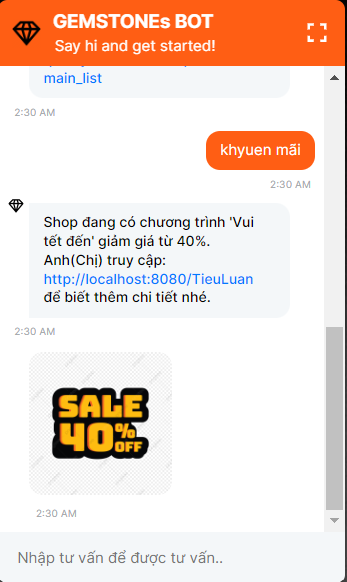 GEMSTONEs BOT
Say hi and get started!
main_list
2:30 AM
khyuen mãi
2:30 AM
Shop đang có chương trình 'Vui
tết đến' giảm giá từ 40%.
Anh(Chị) truy cập:
http://localhost:8080/TieuLuan
để biết thêm chi tiết nhé.
2:30 AM
SALE
40% OFF
2:30 AM
Nhập tư vấn để được tư vấn..